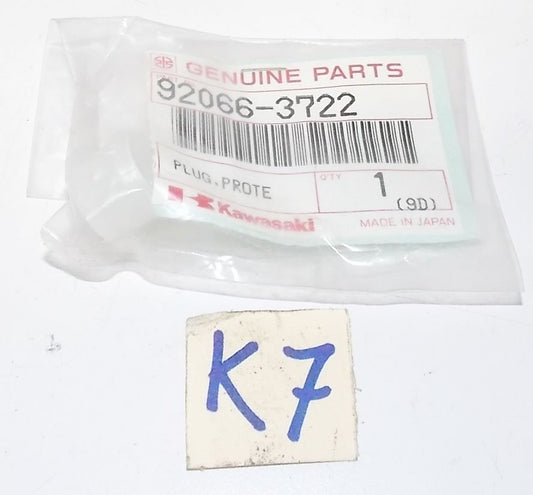 GENUINE PARTS
92066-3722
PLUG.PROTE
Q'TY
1
(9D)
Kawasaki
MADE IN JAPAN
K7